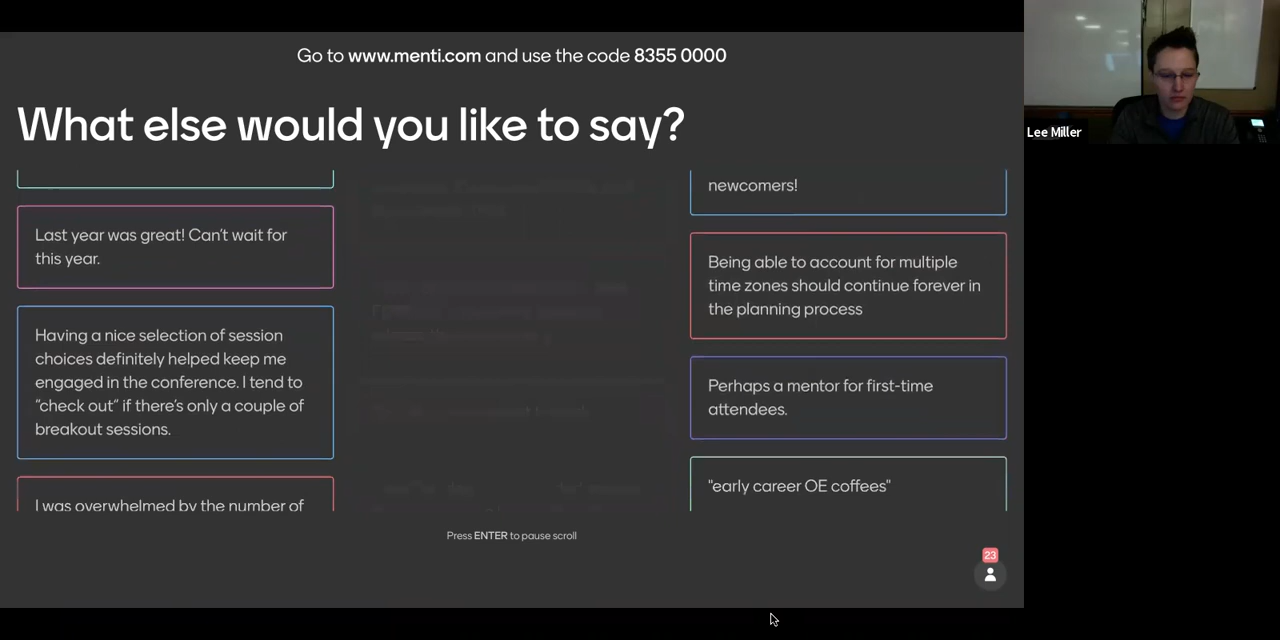 Go to www.menti.com and use the code 8355 0000
What else would you like to say?
Last year was great! Can't wait for
this year.
Having a nice selection of session
choices definitely helped keep me
engaged in the conference. I tend to
"check out" if there's only a couple of
breakout sessions.
I was overwhelmed by the number of
newcomers!
Being able to account for multiple
time zones should continue forever in
the planning process
Perhaps a mentor for first-time
attendees.
"early career OE coffees"
Press ENTER to pause scroll
23
Lee Miller